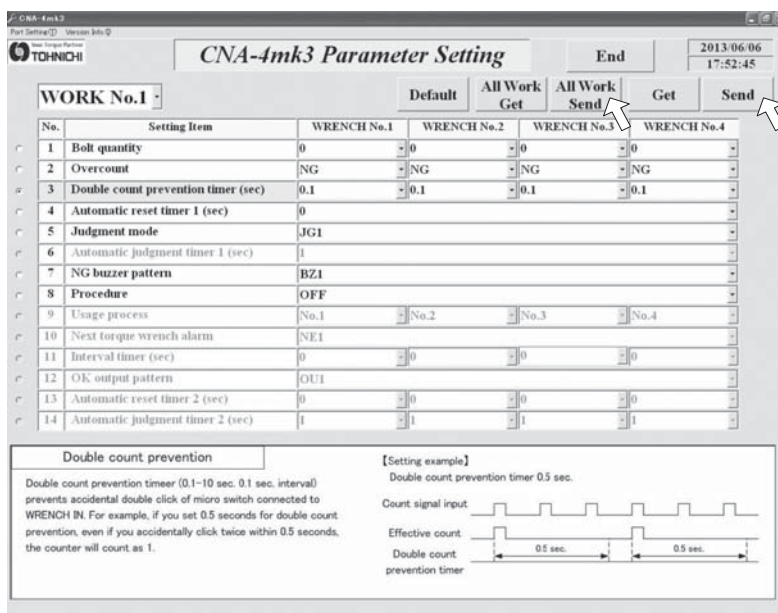 CNA-4mk3
Port Setting(I) Version Info Q
Your Torque Partner
TOHNICHI
CNA-4mk3 Parameter Setting
End
2013/06/06
17:52:45
WORK No.1
Default
All Work
Get
All Work
Send
Get
Send
No. Setting Item WRENCH No.1 WRENCH No.2 WRENCH No.3 WRENCH No.4
1 Bolt quantity 0 0 0 0
2 Overcount NG NG NG NG
3 Double count prevention timer (sec) 0.1 0.1 0.1 0.1
4 Automatic reset timer 1 (sec) 0
5 Judgment mode JG1
6 Automatic judgment timer 1 (sec) 1
7 NG buzzer pattern BZ1
8 Procedure OFF
9 Usage process No.1 No.2 No.3 No.4
10 Next torque wrench alarm NE1
11 Interval timer (sec) 0 0 0 0
12 OK output pattern OU1
13 Automatic reset timer 2 (sec) 0 0 0 0
14 Automatic judgment timer 2 (sec) 1 1 1 1
Double count prevention
Double count prevention timeer (0.1-10 sec. 0.1 sec. interval)
prevents accidental double click of micro switch connected to
WRENCH IN. For example, if you set 0.5 seconds for double count
prevention, even if you accidentally click twice within 0.5 seconds,
the counter will count as 1.
【Setting example】
Double count prevention timer 0.5 sec.
Count signal input
Effective count
Double count
prevention timer
0.5 sec. 0.5 sec.